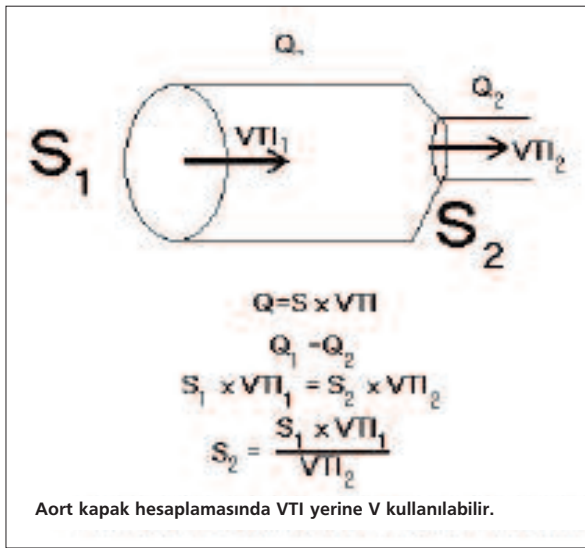 Q₁
Q₂
S₁
VTI₁
VTI₂
S₂
Q=S x VTI
Q₁ =Q₂
S₁ x VTI₁ = S₂ x VTI₂
S₂ = S₁ x VTI₁ / VTI₂
Aort kapak hesaplamasında VTI yerine V kullanılabilir.